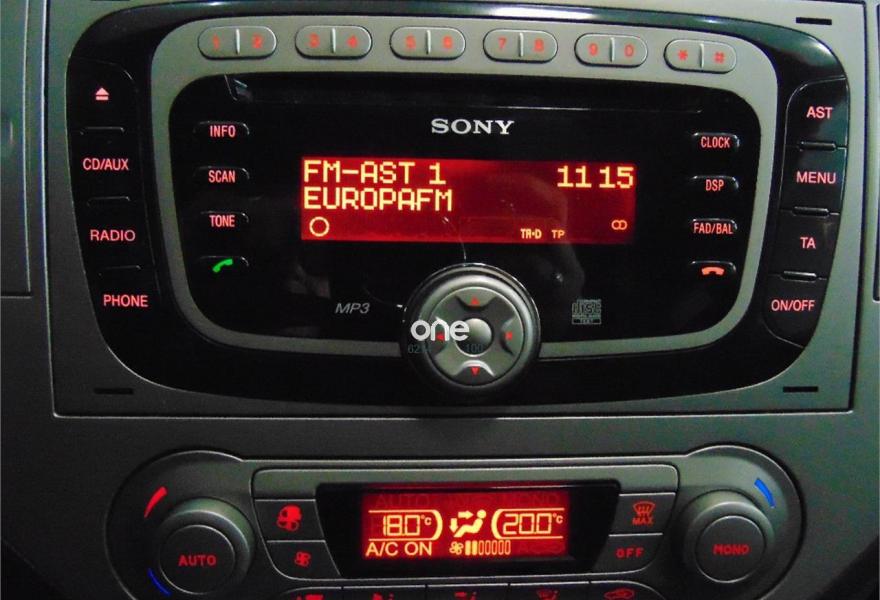 1 2 3 4 5 6 7 8 9 0 * #
SONY
INFO
SCAN
TONE
CD/AUX
RADIO
PHONE
FM-AST 1 11 15
EUROPAFM
TA·D TP
CLOCK
DSP
FAD/BAL
AST
MENU
TA
ON/OFF
MP3
one
AUTO
AUTO MONO
18.0°C 20.0°C
A/C ON
MAX
OFF
MONO